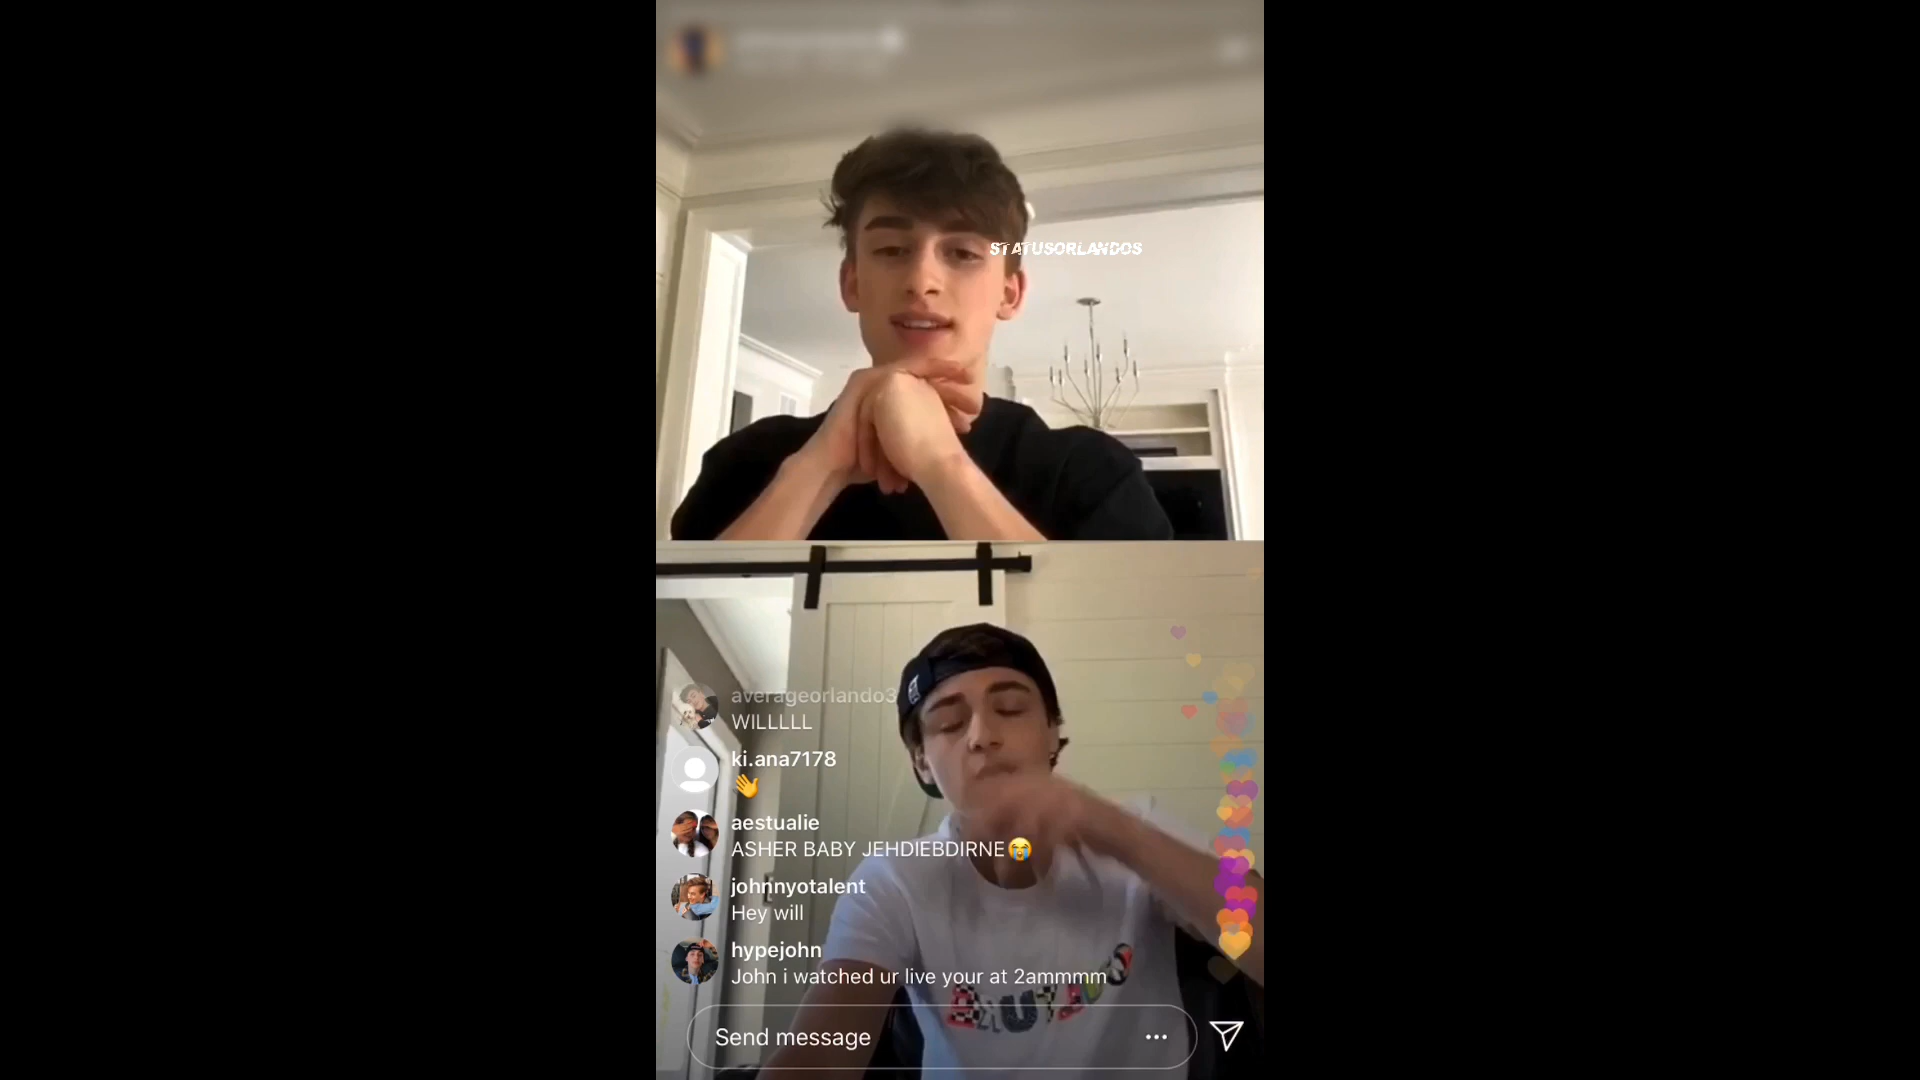 STATUSORLANDOS
averageorlando3
WILLLLL
ki.ana7178
👋
aestualie
ASHER BABY JEHDIEBDIRNE😭
johnnyotalent
Hey will
hypejohn
John i watched ur live your at 2ammmm
Send message